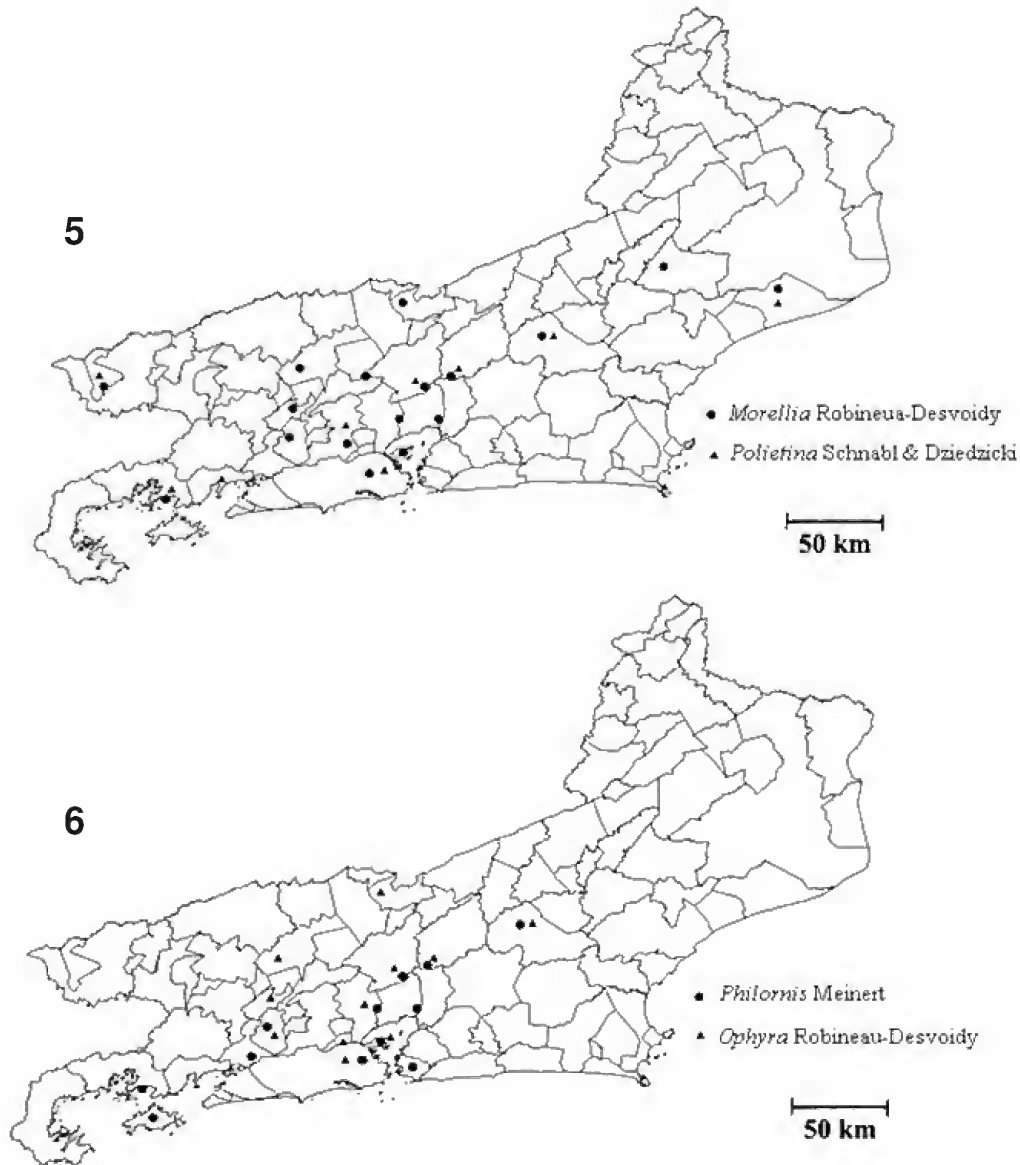 5
● Morellia Robineua-Desvoidy
▲ Polietina Schnabl & Dziedzicki
50 km
6
● Philornis Meinert
▲ Ophyra Robineau-Desvoidy
50 km